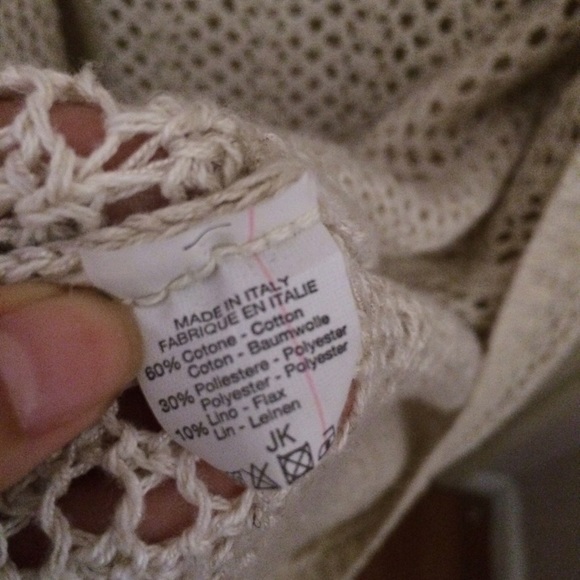 MADE IN ITALY
FABRIQUE EN ITALIE
60% Cotone - Cotton
Coton - Baumwolle
30% Poliestere - Polyester
Polyester - Polyester
10% Lino - Flax
Lin - Leinen
JK